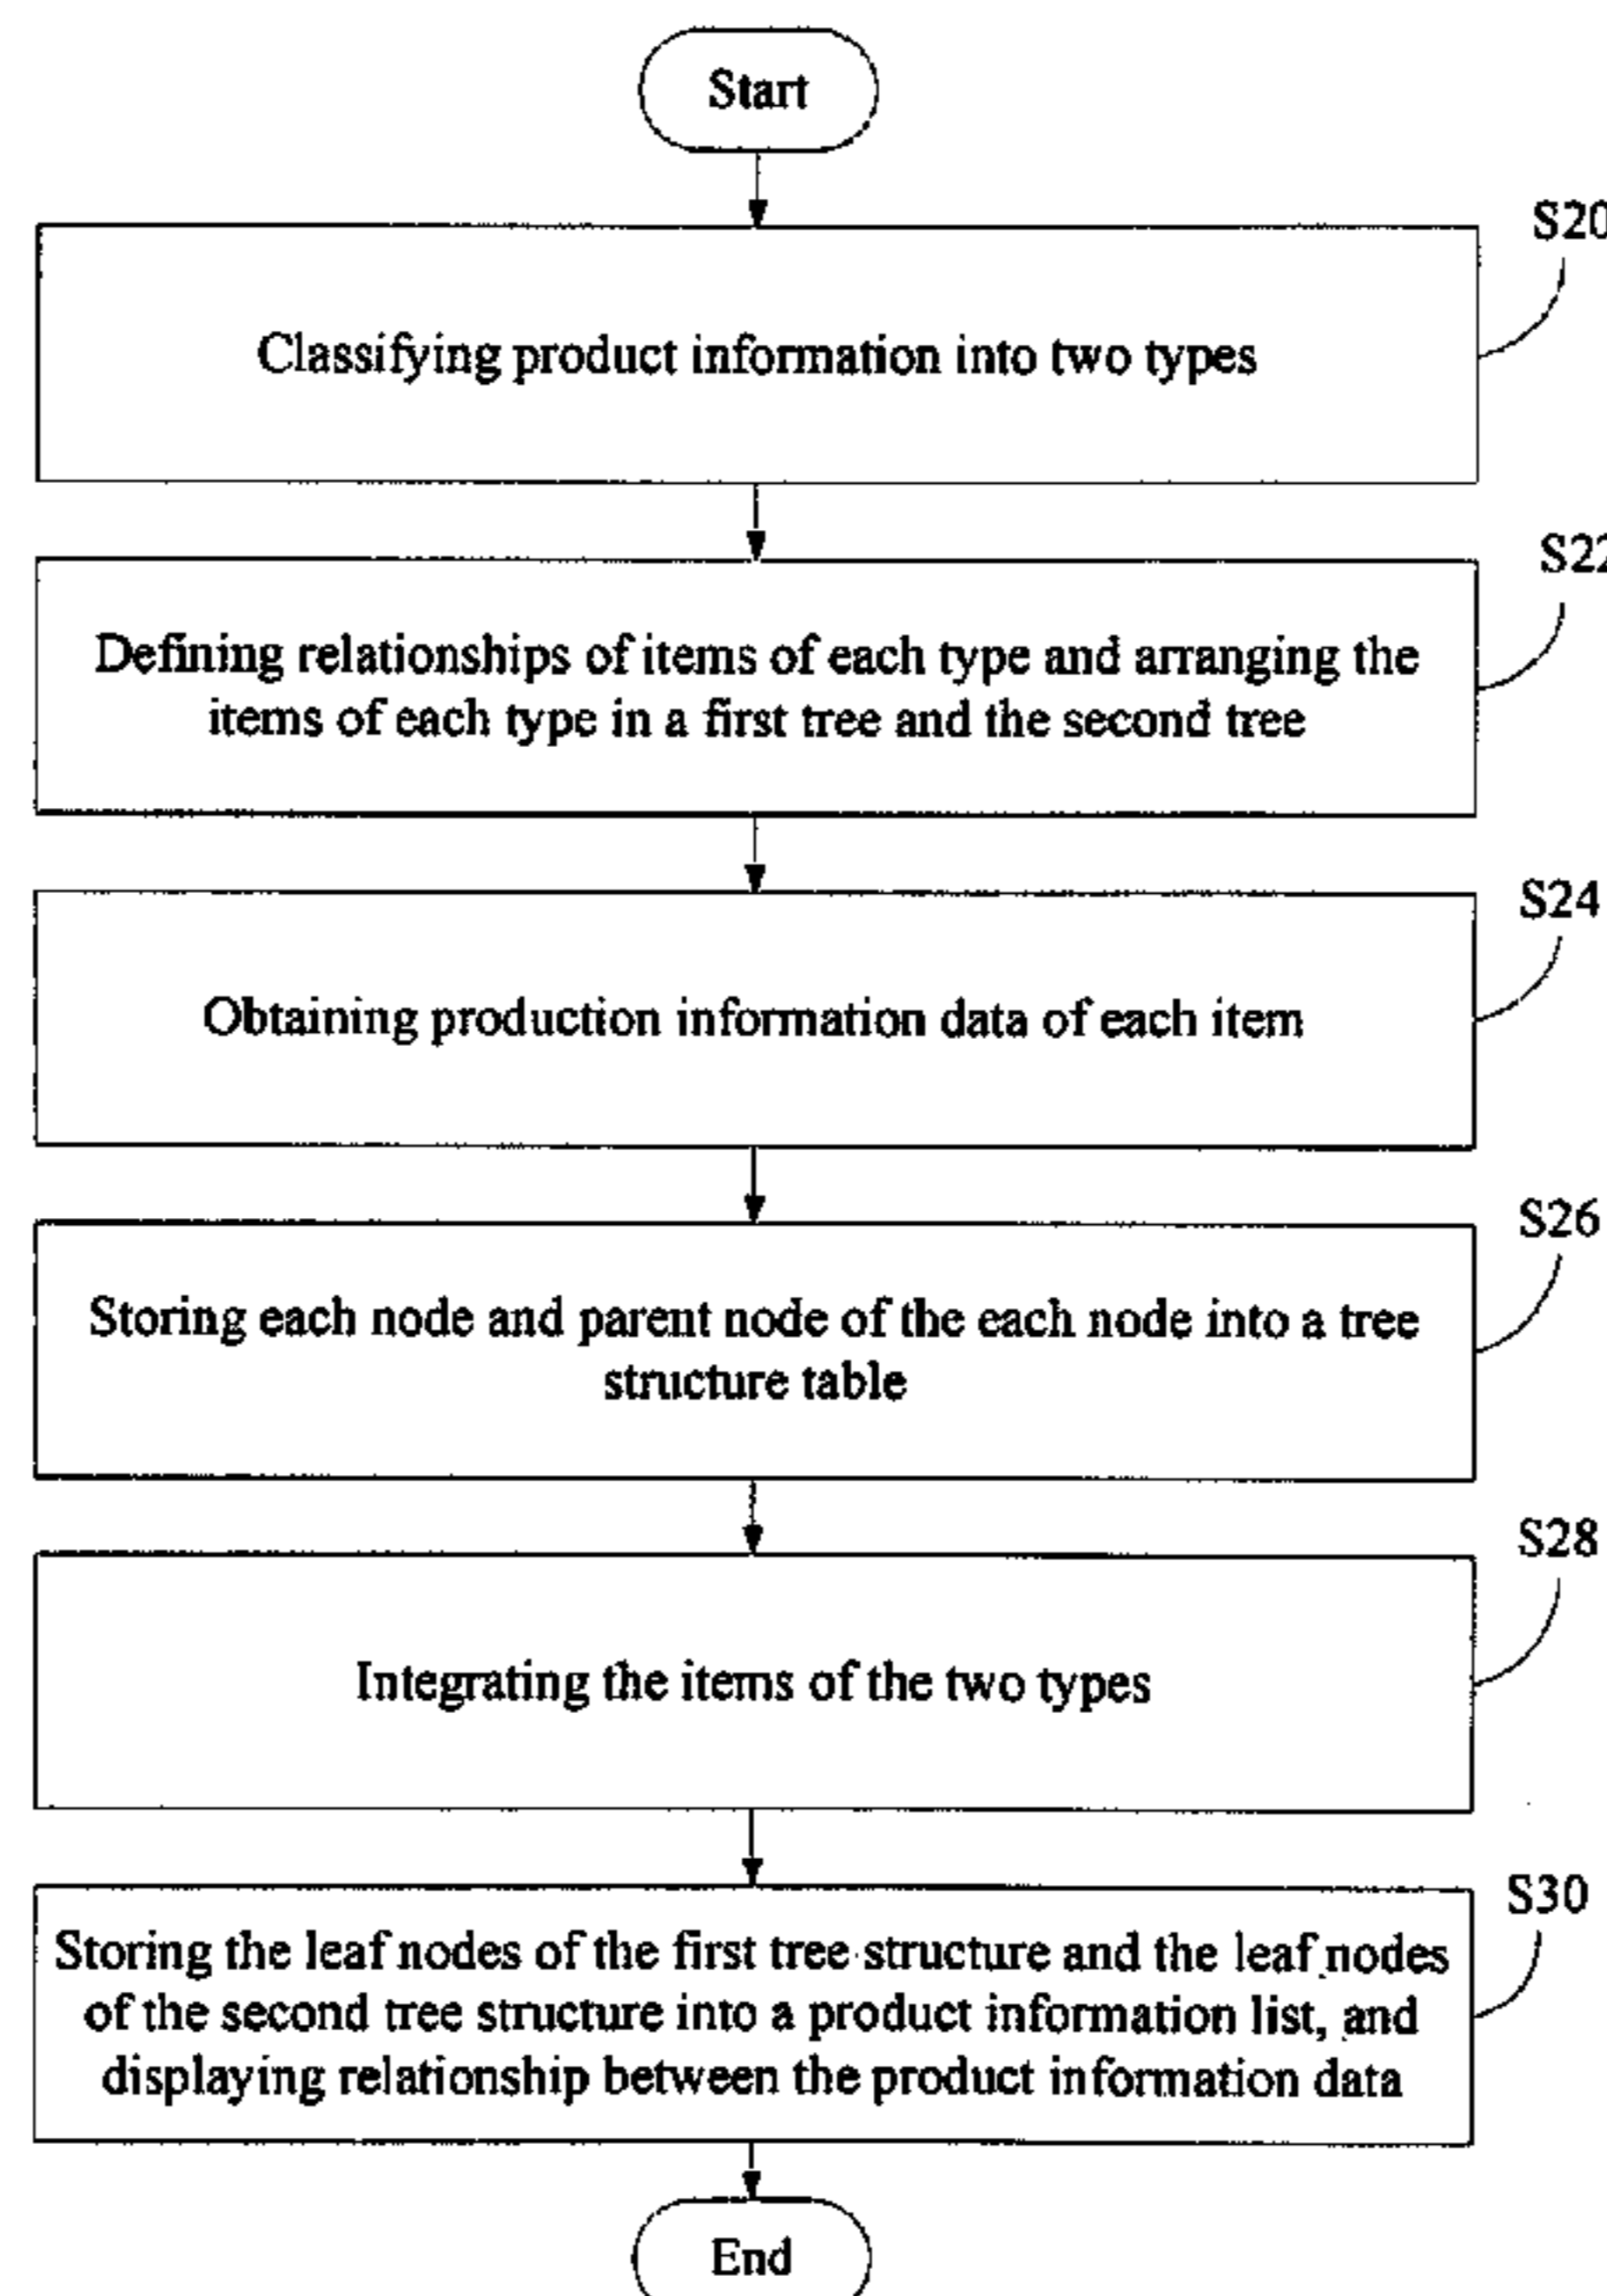 Start
S20
Classifying product information into two types
S22
Defining relationships of items of each type and arranging the
items of each type in a first tree and the second tree
S24
Obtaining production information data of each item
S26
Storing each node and parent node of the each node into a tree
structure table
S28
Integrating the items of the two types
S30
Storing the leaf nodes of the first tree structure and the leaf nodes
of the second tree structure into a product information list, and
displaying relationship between the product information data
End